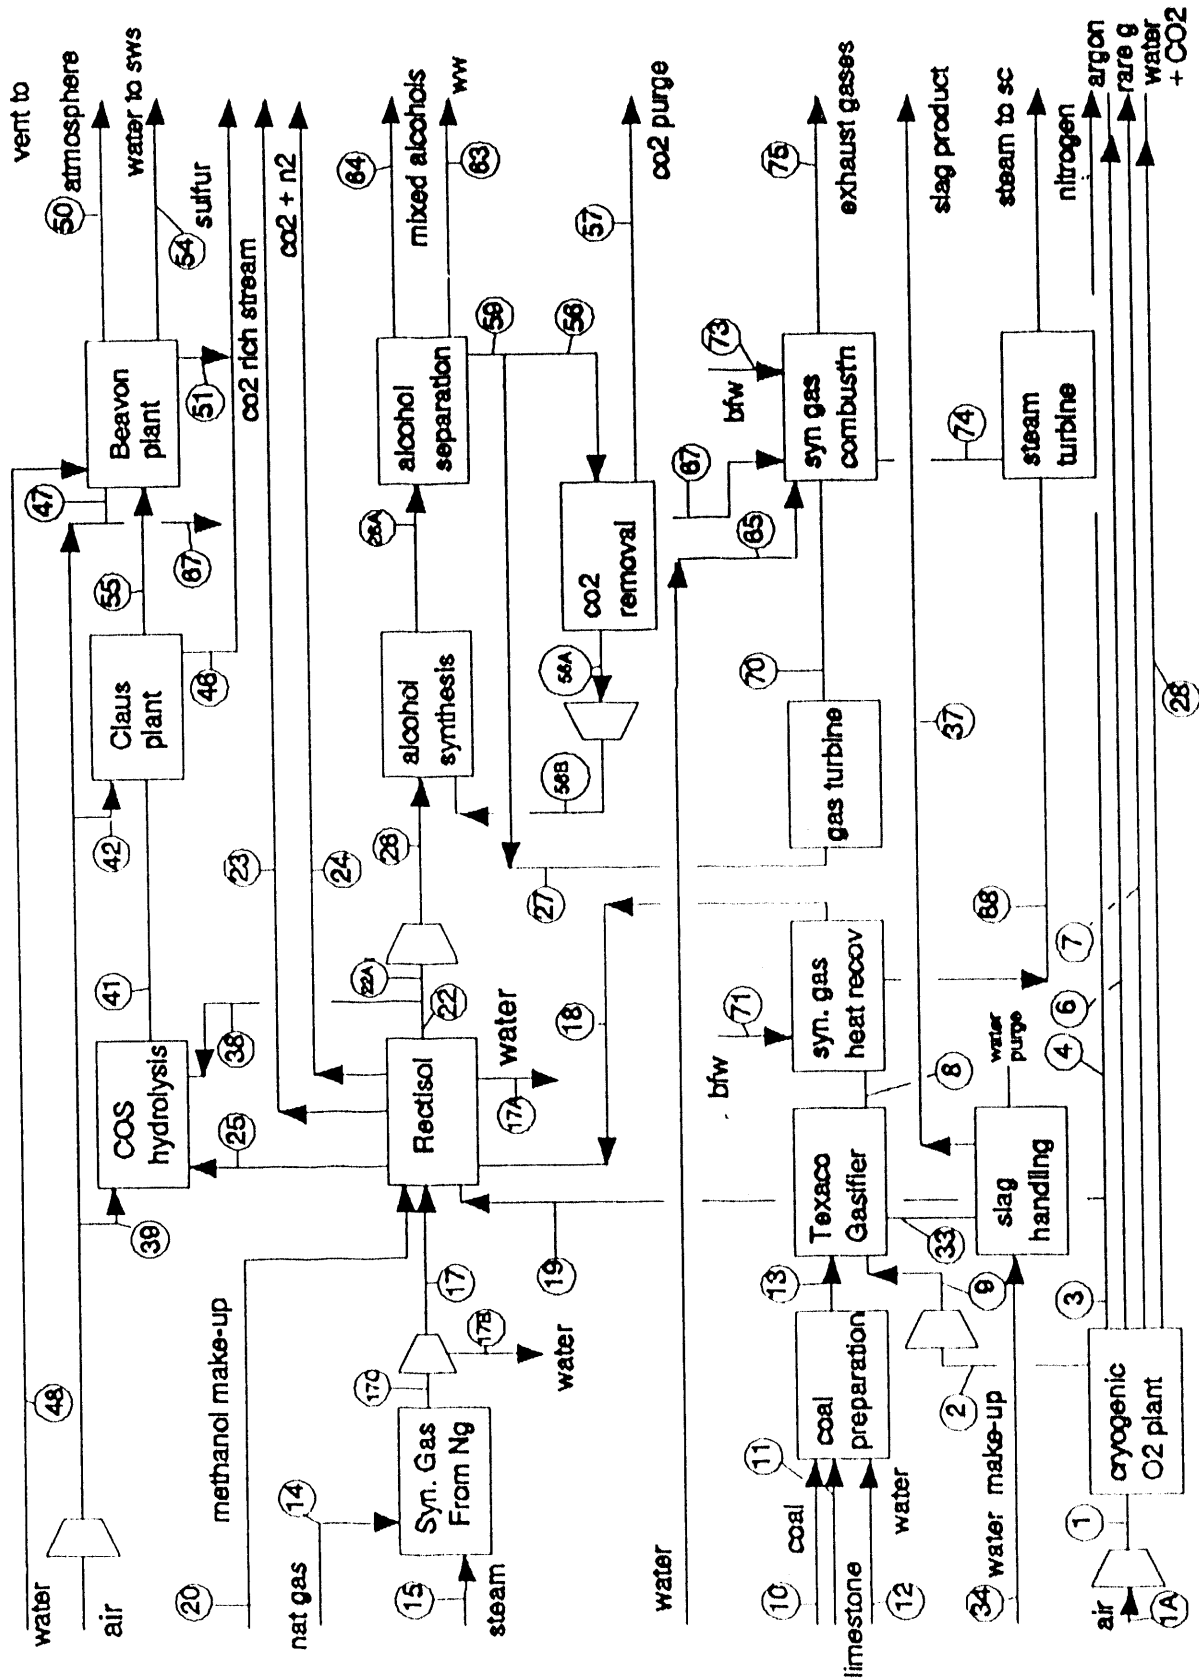 vent to
atmosphere
50
water to sws
54
sulfur
co2 rich stream
co2 + n2
water
48
47
Beavon
plant
51
air
39
42
Claus
plant
55
67
46
COS
hydrolysis
41
38
25
23
24
methanol make-up
20
nat gas
14
15
steam
Syn. Gas
From Ng
17C
17B
water
17
Rectisol
22
22A
17A
water
19
18
26
alcohol
synthesis
26A
alcohol
separation
64
mixed alcohols
63
ww
59
56
co2
removal
57
co2 purge
56A
56B
27
water
65
67
bfw
73
syn gas
combustn
75
exhaust gases
70
gas turbine
coal
10
11
limestone
12
water
coal
preparation
13
Texaco
Gasifier
8
bfw
71
syn. gas
heat recov
9
2
33
slag
handling
water
purge
37
slag product
34
water make-up
68
74
steam
turbine
steam to sc
air
1A
1
cryogenic
O2 plant
3
4
6
7
28
nitrogen
argon
rare g
water
+ CO2